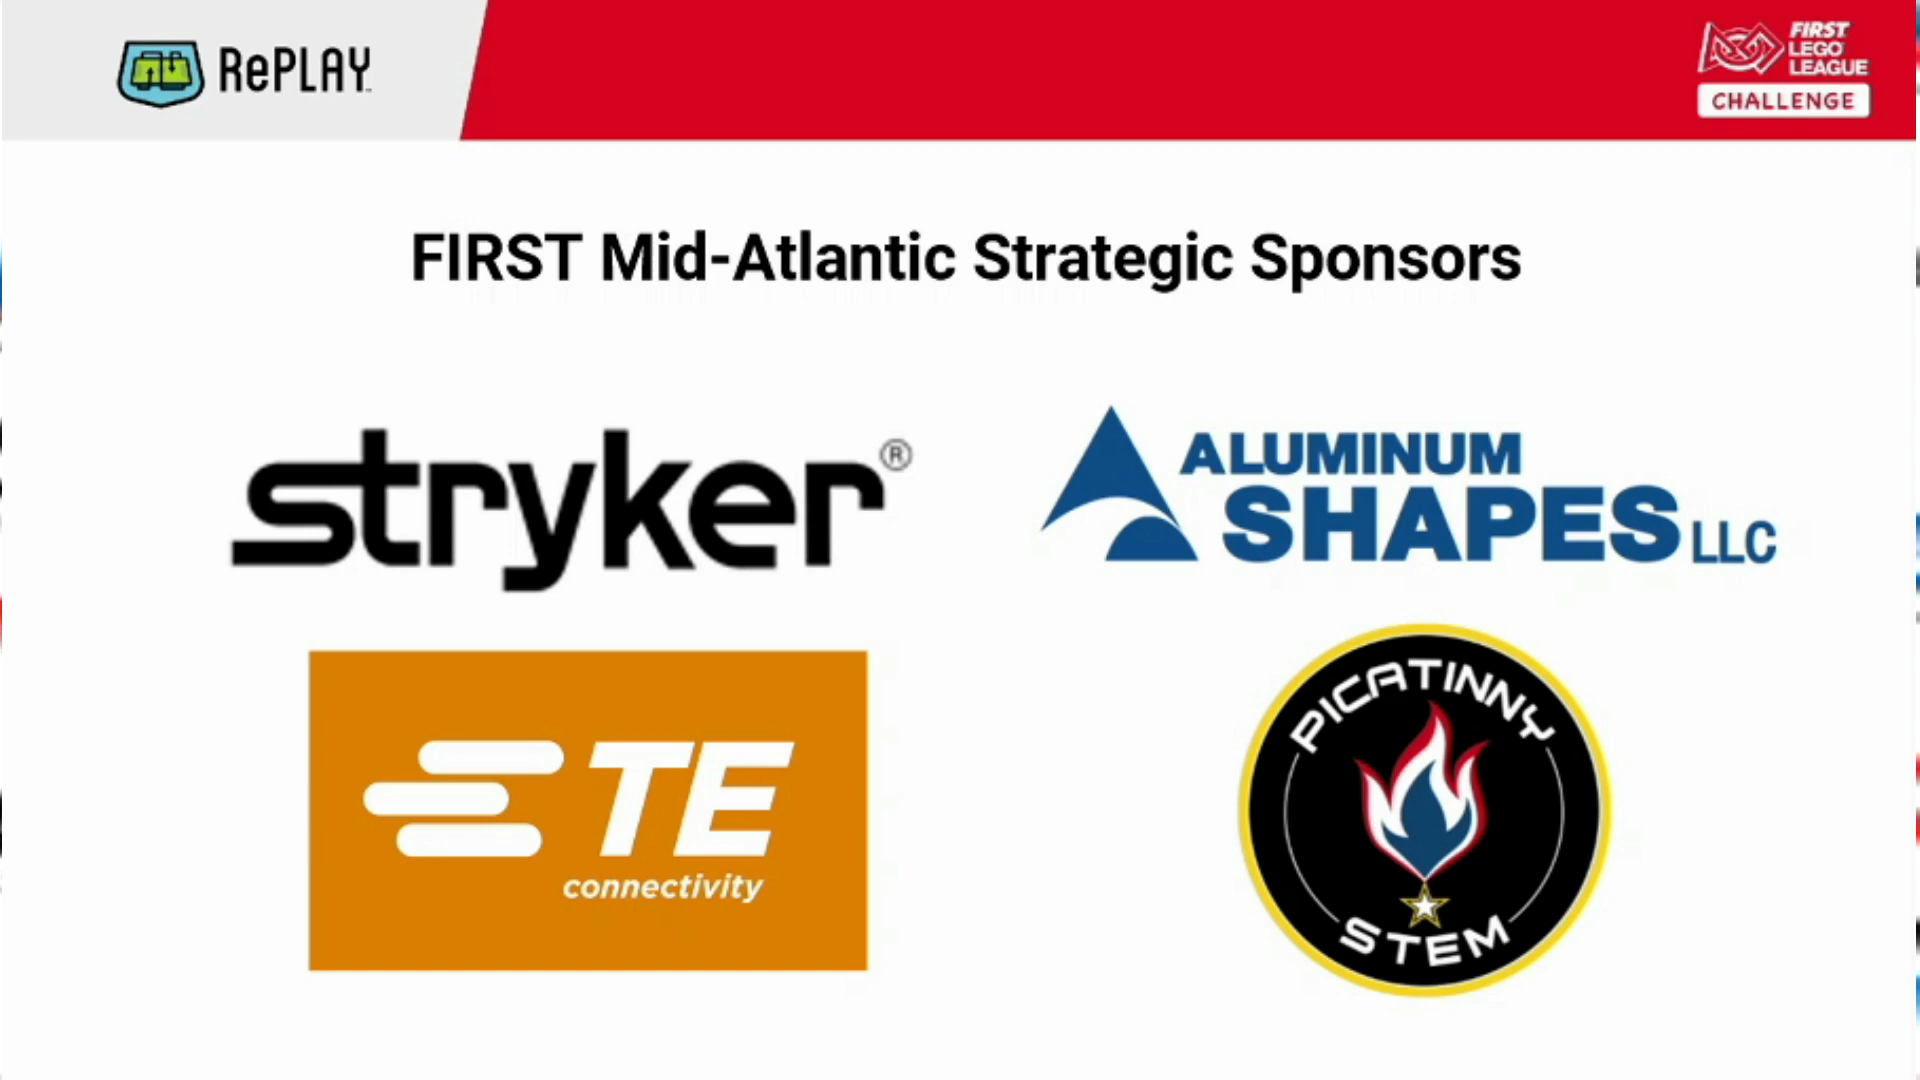 RePLAY
FIRST
LEGO
LEAGUE
CHALLENGE
FIRST Mid-Atlantic Strategic Sponsors
stryker®
ALUMINUM
SHAPES LLC
TE
connectivity
PICATINNY
STEM